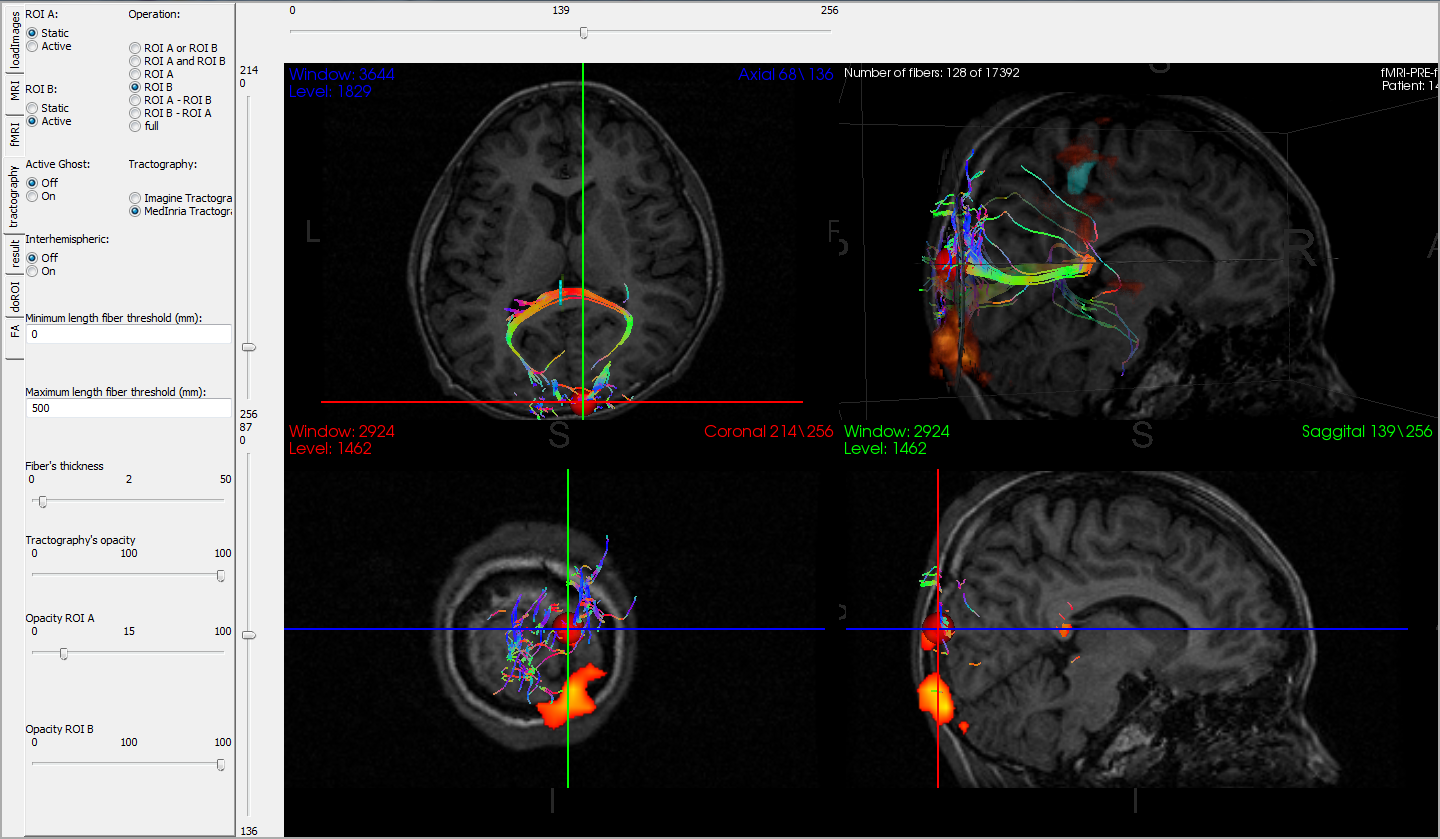 loadImages
MRI
fMRI
tractography
result
doROI
FA
ROI A:
Static
Active
ROI B:
Static
Active
Operation:
ROI A or ROI B
ROI A and ROI B
ROI A
ROI B
ROI A - ROI B
ROI B - ROI A
full
Active Ghost:
Off
On
Tractography:
Imagine Tractogra
MedInria Tractogra
Interhemispheric:
Off
On
Minimum length fiber threshold (mm):
0
Maximum length fiber threshold (mm):
500
Fiber's thickness
0 2 50
Tractography's opacity
0 100 100
Opacity ROI A
0 15 100
Opacity ROI B
0 100 100
0 139 256
214
0
256
87
0
136
Window: 3644
Level: 1829
Axial 68\136
L
Number of fibers: 128 of 17392
fMRI-PRE-f
Patient: 14
S
R
Window: 2924
Level: 1462
Coronal 214\256
S
I
Window: 2924
Level: 1462
Saggital 139\256
S
I